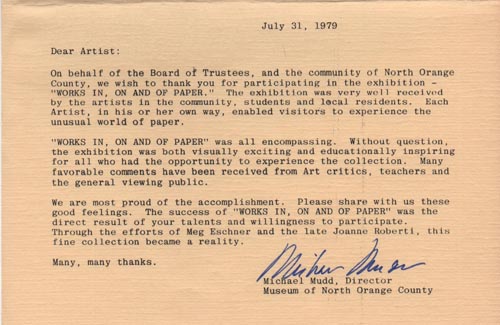 July 31, 1979
Dear Artist:
On behalf of the Board of Trustees, and the community of North Orange
County, we wish to thank you for participating in the exhibition -
"WORKS IN, ON AND OF PAPER." The exhibition was very well received
by the artists in the community, students and local residents. Each
Artist, in his or her own way, enabled visitors to experience the
unusual world of paper.
"WORKS IN, ON AND OF PAPER" was all encompassing. Without question,
the exhibition was both visually exciting and educationally inspiring
for all who had the opportunity to experience the collection. Many
favorable comments have been received from Art critics, teachers and
the general viewing public.
We are most proud of the accomplishment. Please share with us these
good feelings. The success of "WORKS IN, ON AND OF PAPER" was the
direct result of your talents and willingness to participate.
Through the efforts of Meg Eschner and the late Joanne Roberti, this
fine collection became a reality.
Many, many thanks.
Michael Mudd, Director
Museum of North Orange County